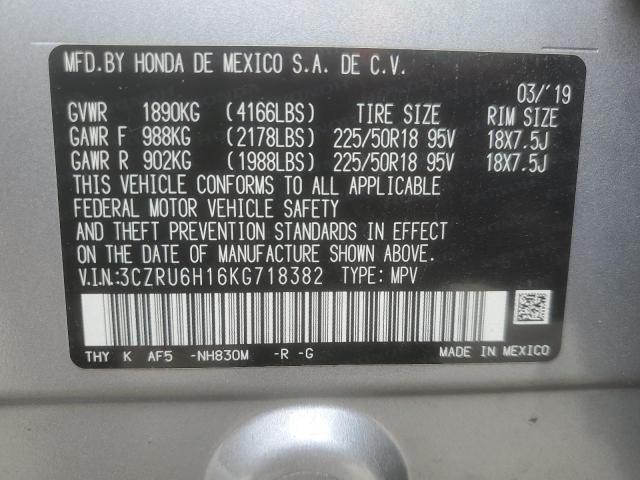 MFD.BY HONDA DE MEXICO S.A. DE C.V.
03/'19
GVWR 1890KG (4166LBS) TIRE SIZE RIM SIZE
GAWR F 988KG (2178LBS) 225/50R18 95V 18X7.5J
GAWR R 902KG (1988LBS) 225/50R18 95V 18X7.5J
THIS VEHICLE CONFORMS TO ALL APPLICABLE
FEDERAL MOTOR VEHICLE SAFETY
AND THEFT PREVENTION STANDARDS IN EFFECT
ON THE DATE OF MANUFACTURE SHOWN ABOVE.
V.I.N:3CZRU6H16KG718382 TYPE: MPV
THY K AF5 -NH830M -R -G MADE IN MEXICO